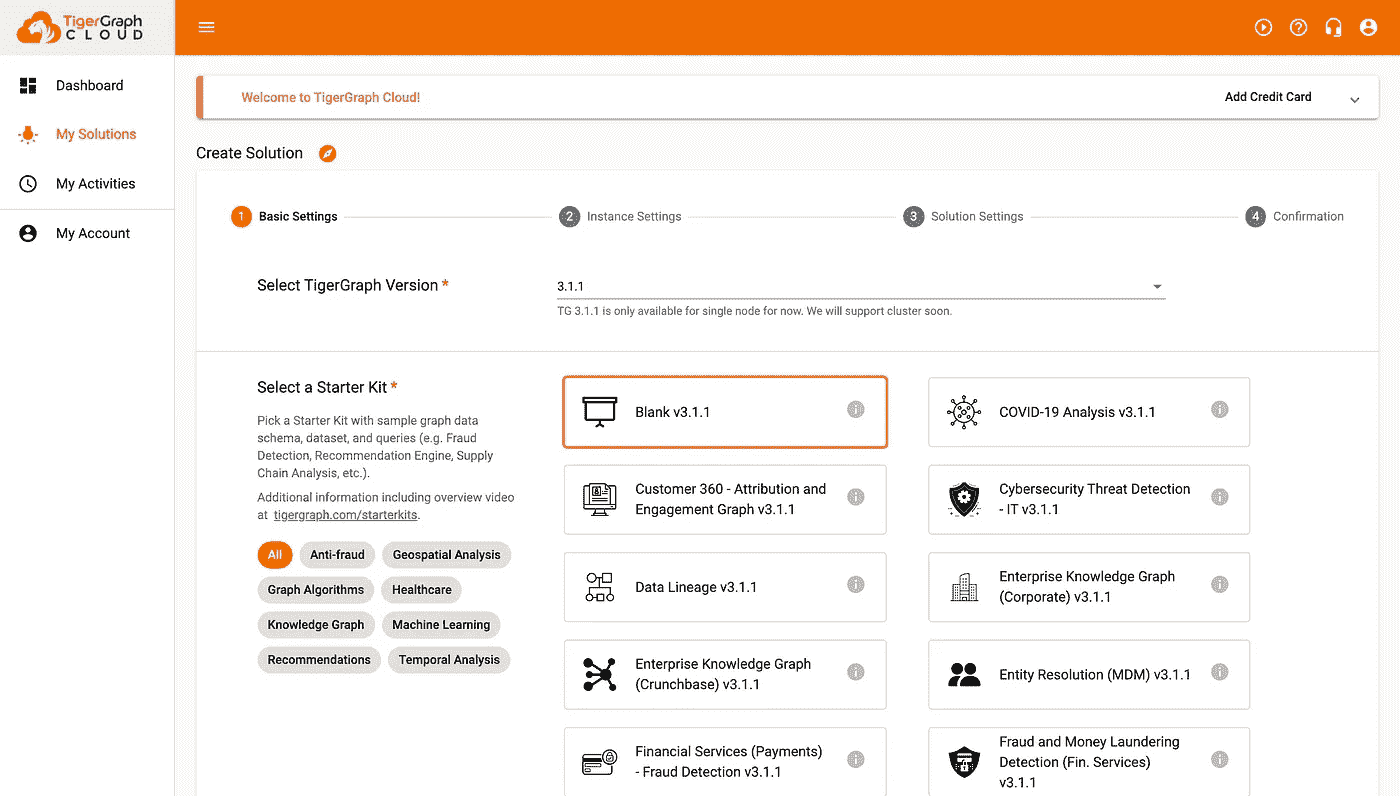 TigerGraph
CLOUD
Dashboard
My Solutions
My Activities
My Account
Welcome to TigerGraph Cloud!
Add Credit Card
Create Solution
1 Basic Settings
2 Instance Settings
3 Solution Settings
4 Confirmation
Select TigerGraph Version *
3.1.1
TG 3.1.1 is only available for single node for now. We will support cluster soon.
Select a Starter Kit *
Pick a Starter Kit with sample graph data
schema, dataset, and queries (e.g. Fraud
Detection, Recommendation Engine, Supply
Chain Analysis, etc.).
Additional information including overview video
at tigergraph.com/starterkits.
All
Anti-fraud
Geospatial Analysis
Graph Algorithms
Healthcare
Knowledge Graph
Machine Learning
Recommendations
Temporal Analysis
Blank v3.1.1
COVID-19 Analysis v3.1.1
Customer 360 - Attribution and
Engagement Graph v3.1.1
Cybersecurity Threat Detection
- IT v3.1.1
Data Lineage v3.1.1
Enterprise Knowledge Graph
(Corporate) v3.1.1
Enterprise Knowledge Graph
(Crunchbase) v3.1.1
Entity Resolution (MDM) v3.1.1
Financial Services (Payments)
- Fraud Detection v3.1.1
Fraud and Money Laundering
Detection (Fin. Services)
v3.1.1